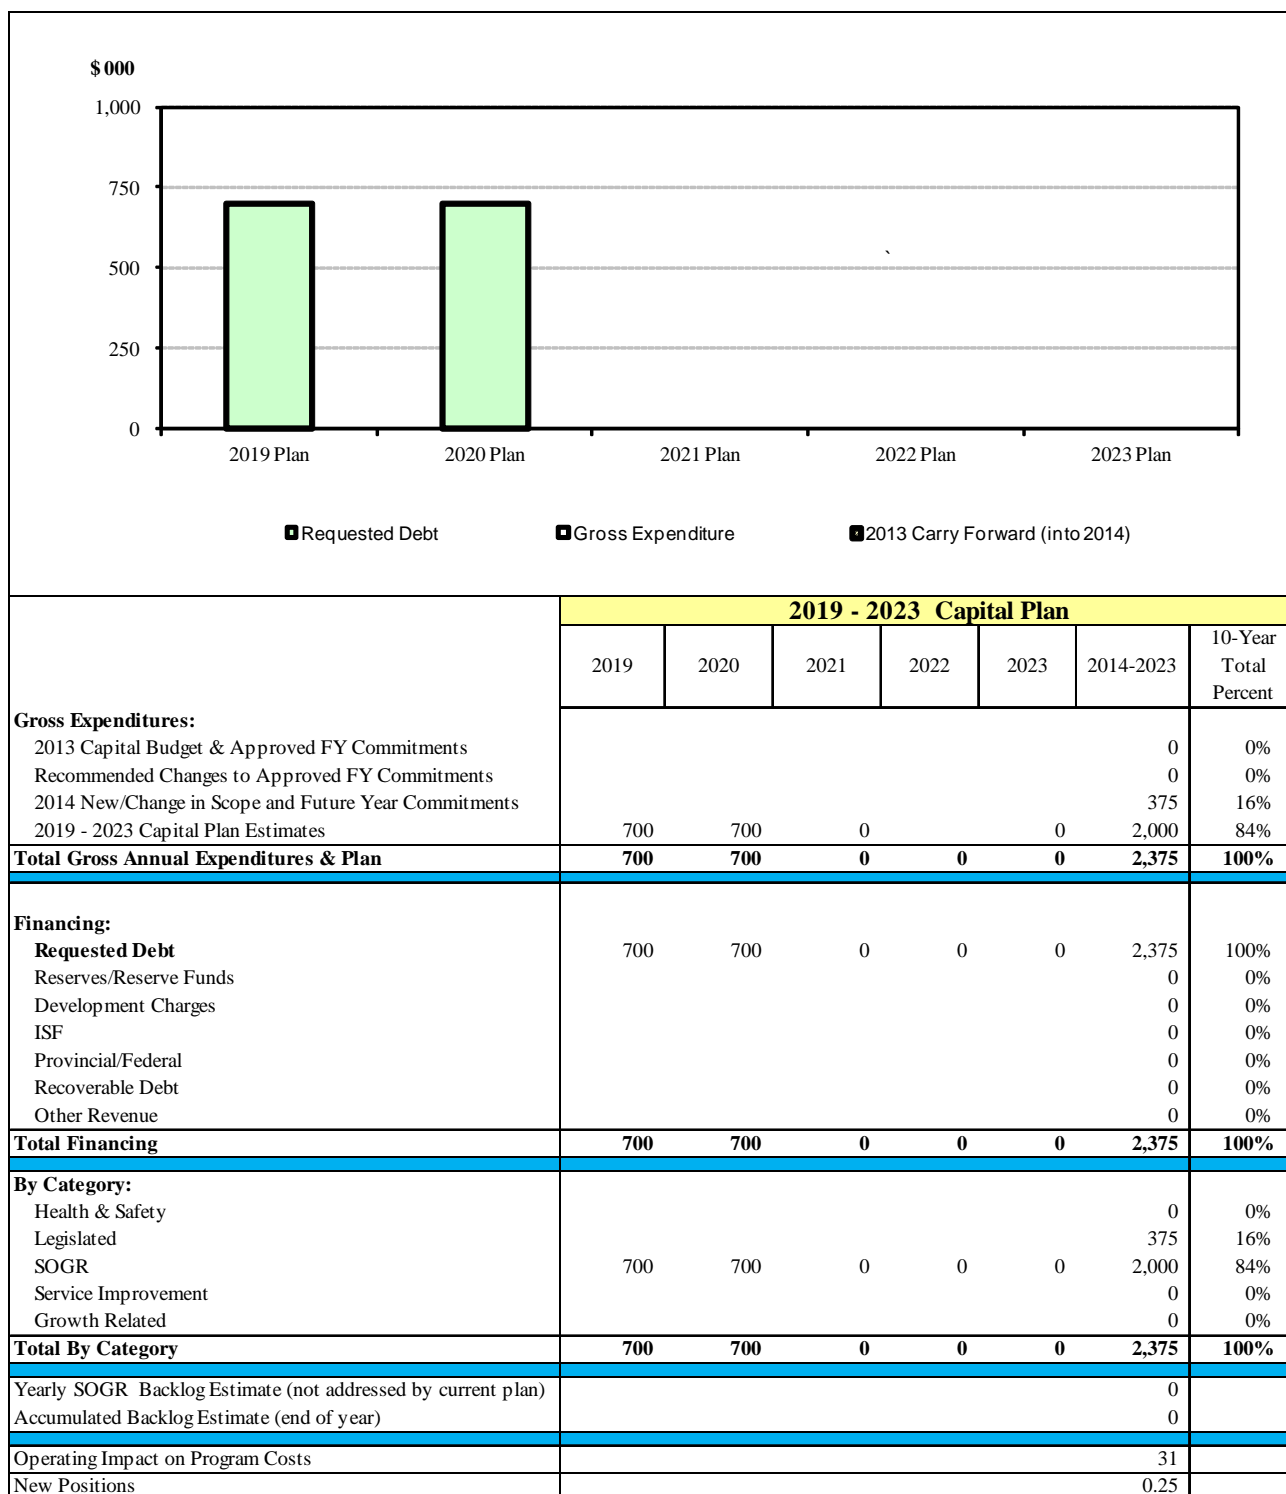 $ 000
1,000
750
500
250
0
`
2019 Plan 2020 Plan 2021 Plan 2022 Plan 2023 Plan
Requested Debt Gross Expenditure 2013 Carry Forward (into 2014)
2019 - 2023 Capital Plan
2019 2020 2021 2022 2023 2014-2023 10-Year Total Percent
Gross Expenditures:
2013 Capital Budget & Approved FY Commitments 0 0%
Recommended Changes to Approved FY Commitments 0 0%
2014 New/Change in Scope and Future Year Commitments 375 16%
2019 - 2023 Capital Plan Estimates 700 700 0 0 2,000 84%
Total Gross Annual Expenditures & Plan 700 700 0 0 0 2,375 100%
Financing:
Requested Debt 700 700 0 0 0 2,375 100%
Reserves/Reserve Funds 0 0%
Development Charges 0 0%
ISF 0 0%
Provincial/Federal 0 0%
Recoverable Debt 0 0%
Other Revenue 0 0%
Total Financing 700 700 0 0 0 2,375 100%
By Category:
Health & Safety 0 0%
Legislated 375 16%
SOGR 700 700 0 0 0 2,000 84%
Service Improvement 0 0%
Growth Related 0 0%
Total By Category 700 700 0 0 0 2,375 100%
Yearly SOGR Backlog Estimate (not addressed by current plan) 0
Accumulated Backlog Estimate (end of year) 0
Operating Impact on Program Costs 31
New Positions 0.25